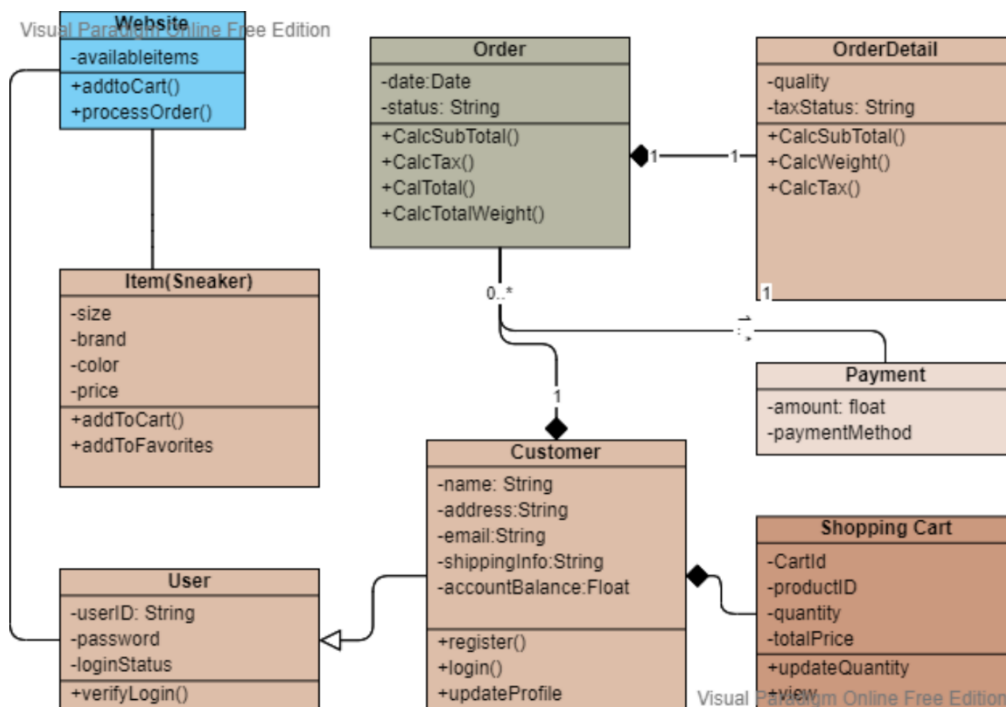 Visual Paradigm Online Free Edition
Website
-availableitems
+addtoCart()
+processOrder()
Order
-date:Date
-status: String
+CalcSubTotal()
+CalcTax()
+CalTotal()
+CalcTotalWeight()
1
1
OrderDetail
-quality
-taxStatus: String
+CalcSubTotal()
+CalcWeight()
+CalcTax()
1
Item(Sneaker)
-size
-brand
-color
-price
+addToCart()
+addToFavorites
0..*
1
Payment
-amount: float
-paymentMethod
Customer
-name: String
-address:String
-email:String
-shippingInfo:String
-accountBalance:Float
+register()
+login()
+updateProfile
Shopping Cart
-CartId
-productID
-quantity
-totalPrice
+updateQuantity
+view
User
-userID: String
-password
-loginStatus
+verifyLogin()
Visual Paradigm Online Free Edition